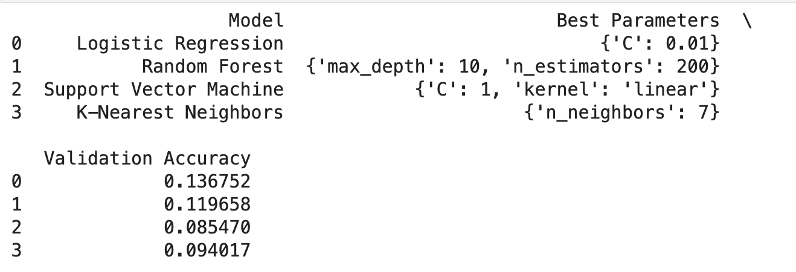 Model Best Parameters \
0 Logistic Regression {'C': 0.01}
1 Random Forest {'max_depth': 10, 'n_estimators': 200}
2 Support Vector Machine {'C': 1, 'kernel': 'linear'}
3 K-Nearest Neighbors {'n_neighbors': 7}
Validation Accuracy
0 0.136752
1 0.119658
2 0.085470
3 0.094017